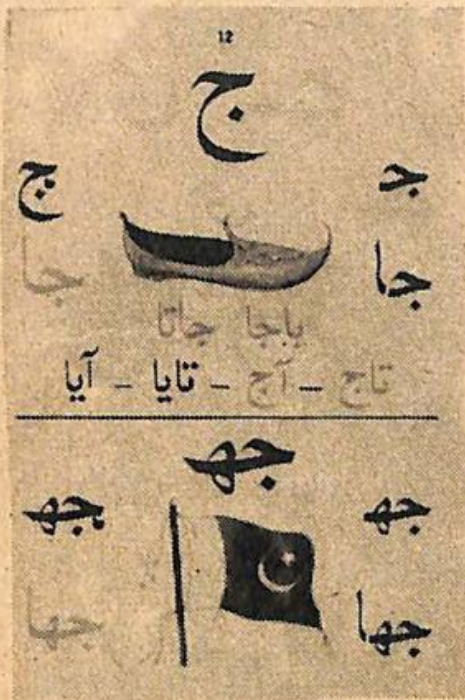 12
ج
ج جـ
جا جا
باجا جاتا
تاج - آج - تایا - آیا
جھ
جھ جھ
جھا جھا